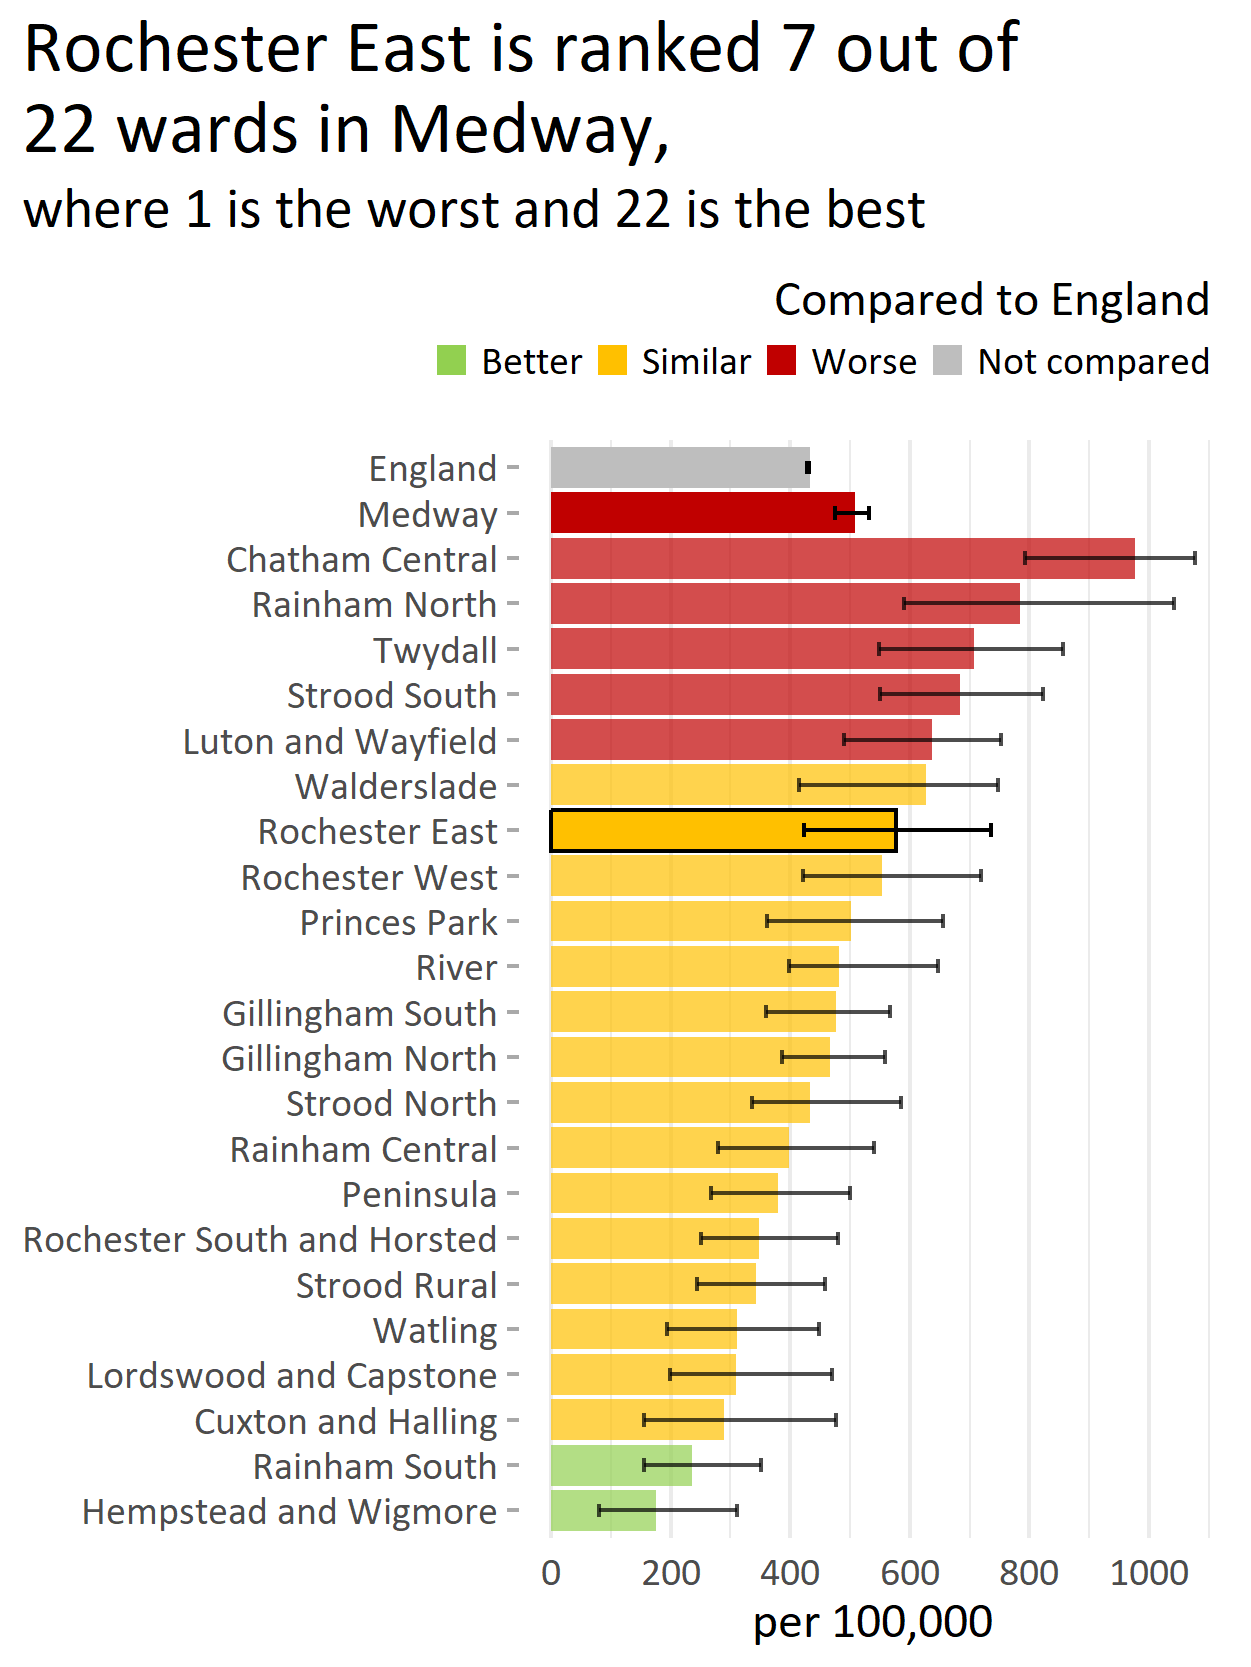 Rochester East is ranked 7 out of
22 wards in Medway,
where 1 is the worst and 22 is the best
Compared to England
Better Similar Worse Not compared
England
Medway
Chatham Central
Rainham North
Twydall
Strood South
Luton and Wayfield
Walderslade
Rochester East
Rochester West
Princes Park
River
Gillingham South
Gillingham North
Strood North
Rainham Central
Peninsula
Rochester South and Horsted
Strood Rural
Watling
Lordswood and Capstone
Cuxton and Halling
Rainham South
Hempstead and Wigmore
0 200 400 600 800 1000
per 100,000